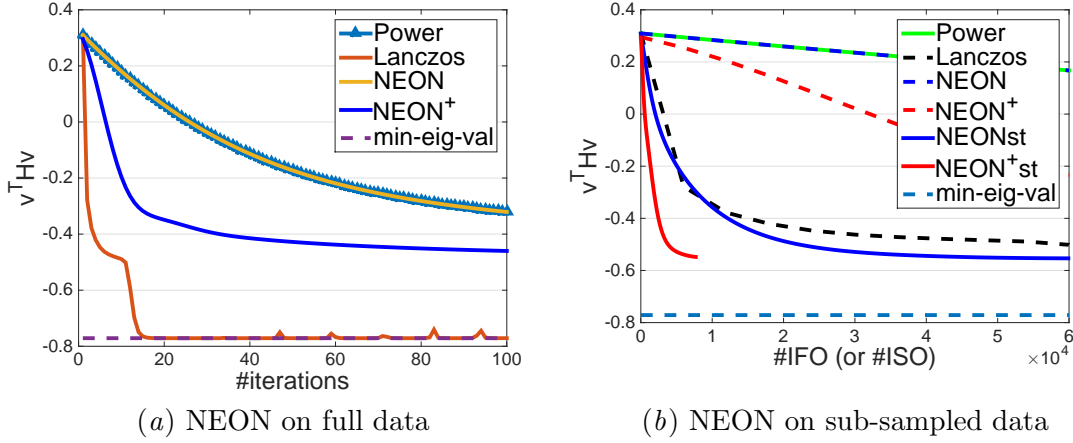 0.4
0.2
0
-0.2
-0.4
-0.6
-0.8
v^T Hv
0
20
40
60
80
100
#iterations
Power
Lanczos
NEON
NEON^+
min-eig-val
(a) NEON on full data
0.4
0.2
0
-0.2
-0.4
-0.6
-0.8
v^T Hv
0
1
2
3
4
5
6
×10^4
#IFO (or #ISO)
Power
Lanczos
NEON
NEON^+
NEONst
NEON^+st
min-eig-val
(b) NEON on sub-sampled data